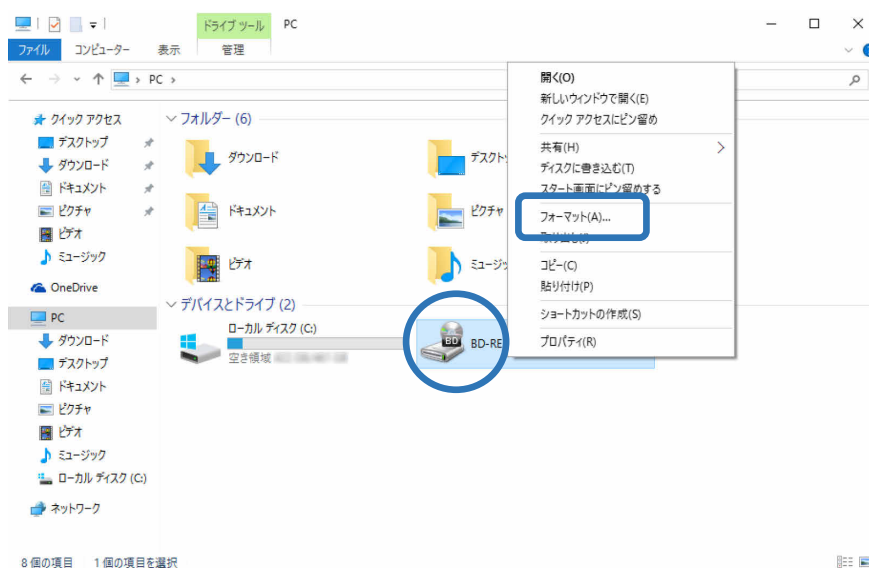 ドライブ ツール
PC
ファイル
コンピューター
表示
管理
PC
クイック アクセス
デスクトップ
ダウンロード
ドキュメント
ピクチャ
ビデオ
ミュージック
OneDrive
PC
ダウンロード
デスクトップ
ドキュメント
ピクチャ
ビデオ
ミュージック
ローカル ディスク (C:)
ネットワーク
フォルダー (6)
ダウンロード
デスクト
ドキュメント
ピクチャ
ビデオ
ミュージッ
デバイスとドライブ (2)
ローカル ディスク (C:)
空き領域
BD
BD-RE
開く(O)
新しいウィンドウで開く(E)
クイック アクセスにピン留め
共有(H)
ディスクに書き込む(T)
スタート画面にピン留めする
フォーマット(A)...
取り出し(J)
コピー(C)
貼り付け(P)
ショートカットの作成(S)
プロパティ(R)
8 個の項目
1 個の項目を選択